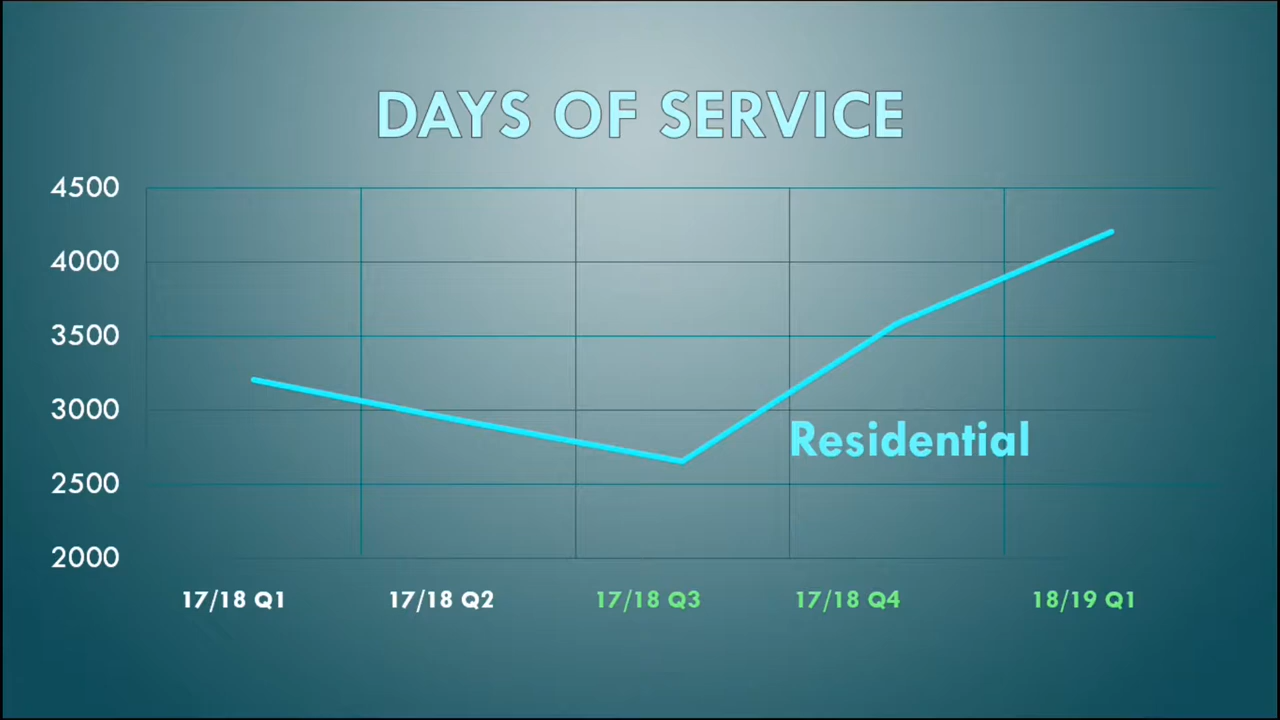 DAYS OF SERVICE
4500
4000
3500
3000
Residential
2500
2000
17/18 Q1 17/18 Q2 17/18 Q3 17/18 Q4 18/19 Q1